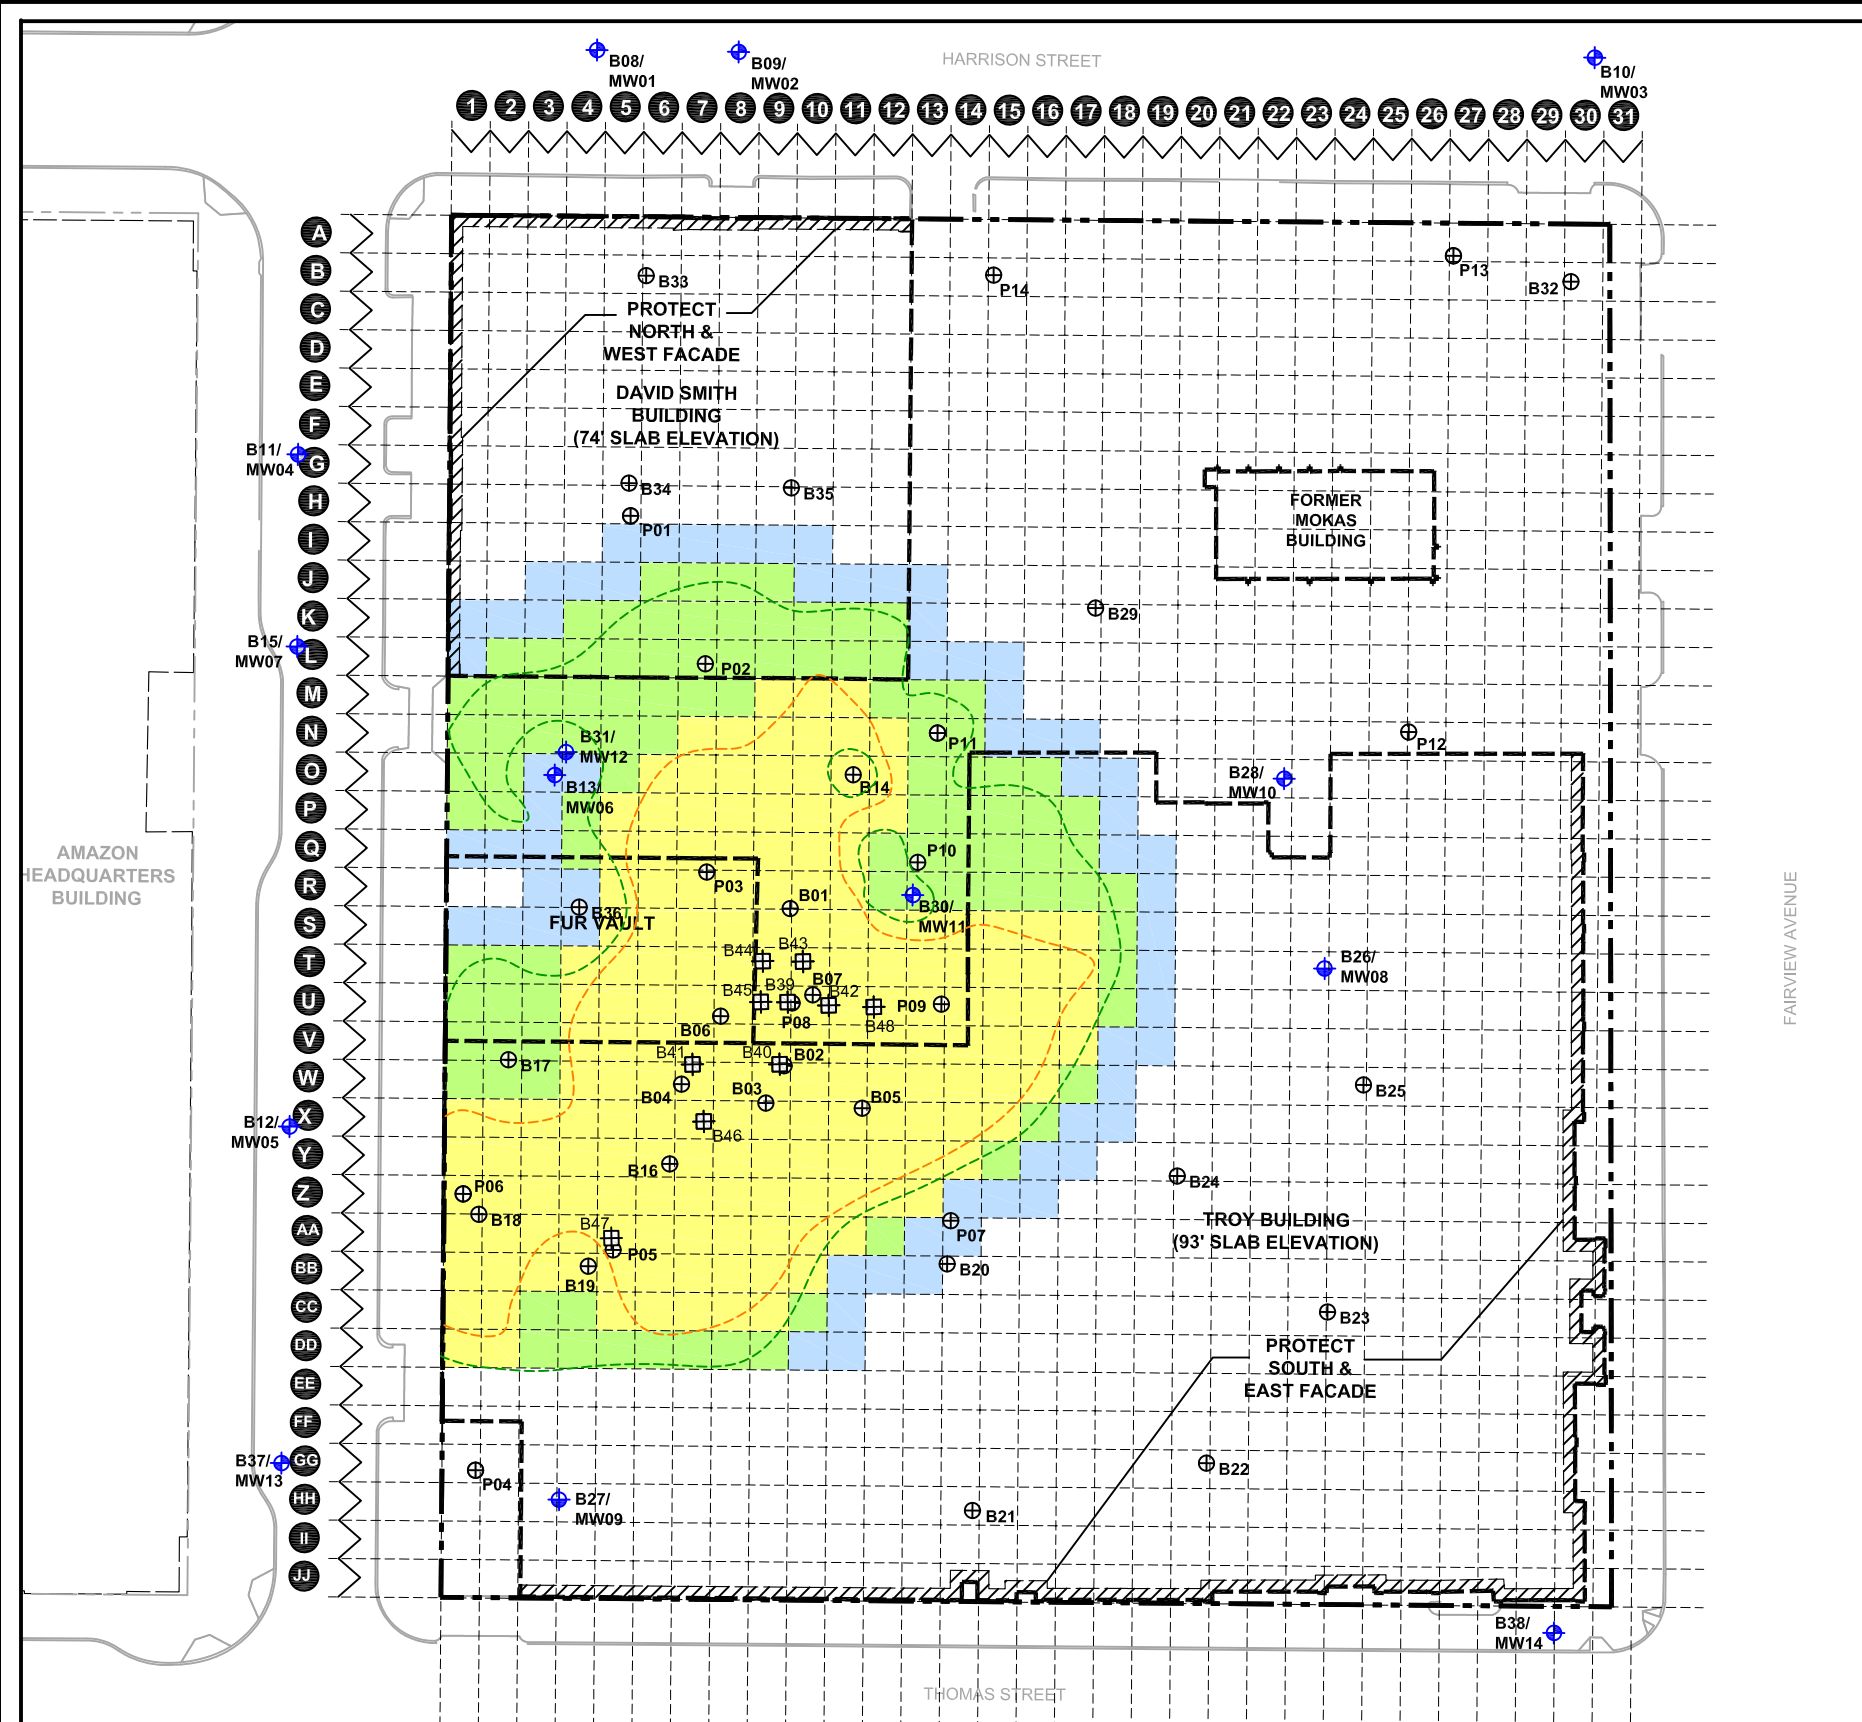 HARRISON STREET
B08/
MW01
B09/
MW02
B10/
MW03
1 2 3 4 5 6 7 8 9 10 11 12 13 14 15 16 17 18 19 20 21 22 23 24 25 26 27 28 29 30 31
A
B
C
D
E
F
G
H
I
J
K
L
M
N
O
P
Q
R
S
T
U
V
W
X
Y
Z
AA
BB
CC
DD
EE
FF
GG
HH
II
JJ
B33
P14
P13
B32
PROTECT
NORTH &
WEST FACADE
DAVID SMITH
BUILDING
(74' SLAB ELEVATION)
B11/
MW04
B34
B35
P01
FORMER
MOKAS
BUILDING
B29
B15/
MW07
P02
B31/
MW12
P11
P12
B13/
MW06
B14
B28/
MW10
AMAZON
HEADQUARTERS
BUILDING
P10
P03
B01
B36
FUR VAULT
B30/
MW11
FAIRVIEW AVENUE
B44
B43
B26/
MW08
B45
B39
B07
B42
P09
B06
P08
B48
B41
B40
B02
B17
B04
B03
B05
B25
B12/
MW05
B46
B16
B24
P06
B18
B47
P05
P07
TROY BUILDING
(93' SLAB ELEVATION)
B19
B20
B23
PROTECT
SOUTH &
EAST FACADE
B37/
MW13
P04
B22
B27/
MW09
B21
B38/
MW14
THOMAS STREET